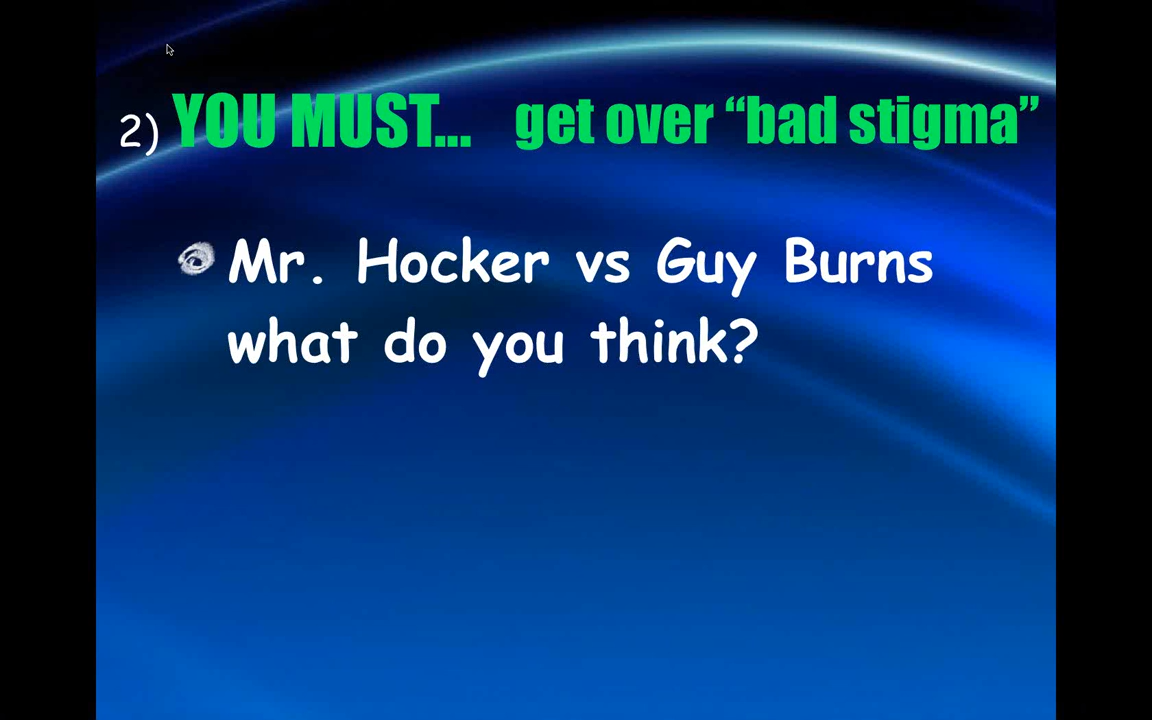 2) YOU MUST... get over “bad stigma”
Mr. Hocker vs Guy Burns
what do you think?